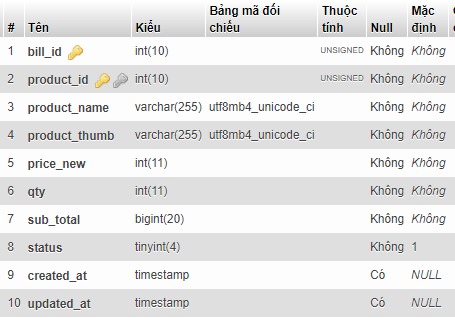 # Tên Kiểu Bảng mã đối chiếu Thuộc tính Null Mặc định
1 bill_id int(10) UNSIGNED Không Không
2 product_id int(10) UNSIGNED Không Không
3 product_name varchar(255) utf8mb4_unicode_ci Không Không
4 product_thumb varchar(255) utf8mb4_unicode_ci Không Không
5 price_new int(11) Không Không
6 qty int(11) Không Không
7 sub_total bigint(20) Không Không
8 status tinyint(4) Không 1
9 created_at timestamp Có NULL
10 updated_at timestamp Có NULL